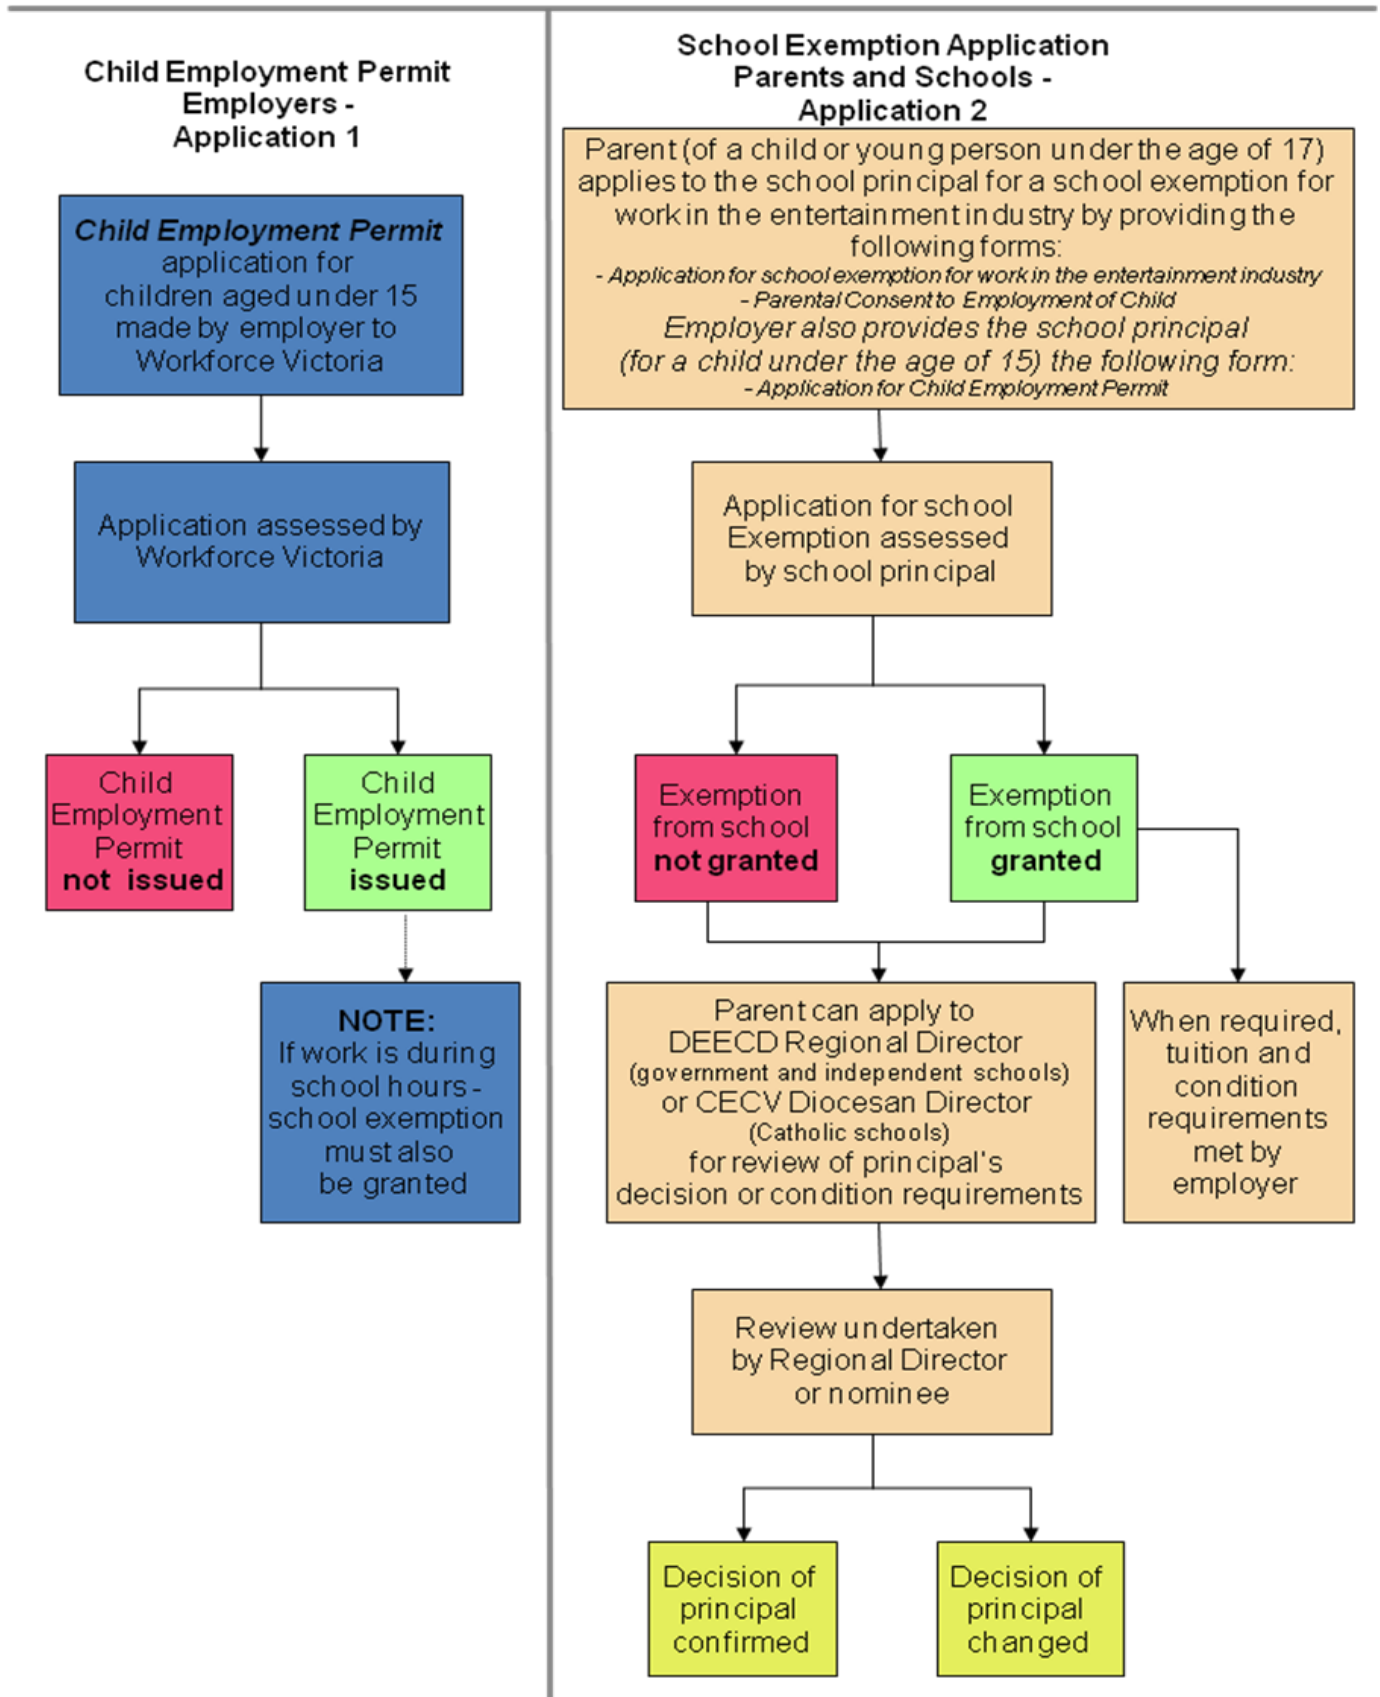 Child Employment Permit
Employers -
Application 1
Child Employment Permit
application for
children aged under 15
made by employer to
Workforce Victoria
Application assessed by
Workforce Victoria
Child
Employment
Permit
not issued
Child
Employment
Permit
issued
NOTE:
If work is during
school hours -
school exemption
must also
be granted
School Exemption Application
Parents and Schools -
Application 2
Parent (of a child or young person under the age of 17)
applies to the school principal for a school exemption for
work in the entertainment industry by providing the
following forms:
- Application for school exemption for work in the entertainment industry
- Parental Consent to Employment of Child
Employer also provides the school principal
(for a child under the age of 15) the following form:
- Application for Child Employment Permit
Application for school
Exemption assessed
by school principal
Exemption
from school
not granted
Exemption
from school
granted
Parent can apply to
DEECD Regional Director
(government and independent schools)
or CECV Diocesan Director
(Catholic schools)
for review of principal's
decision or condition requirements
When required,
tuition and
condition
requirements
met by
employer
Review undertaken
by Regional Director
or nominee
Decision of
principal
confirmed
Decision of
principal
changed